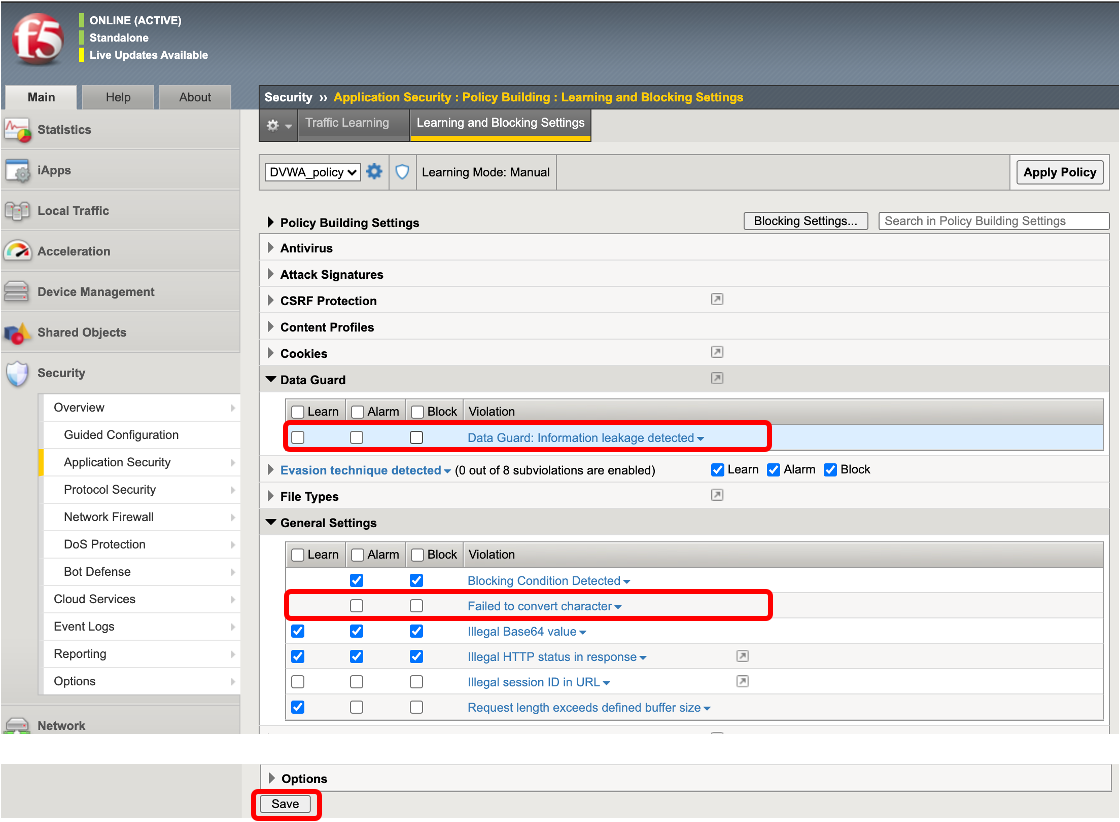 f5
ONLINE (ACTIVE)
Standalone
Live Updates Available
Main Help About
Security ›› Application Security : Policy Building : Learning and Blocking Settings
Traffic Learning Learning and Blocking Settings
Statistics
iApps
Local Traffic
Acceleration
Device Management
Shared Objects
Security
Overview
Guided Configuration
Application Security
Protocol Security
Network Firewall
DoS Protection
Bot Defense
Cloud Services
Event Logs
Reporting
Options
Network
DVWA_policy Learning Mode: Manual Apply Policy
Policy Building Settings Blocking Settings... Search in Policy Building Settings
Antivirus
Attack Signatures
CSRF Protection
Content Profiles
Cookies
Data Guard
Learn Alarm Block Violation
Data Guard: Information leakage detected
Evasion technique detected (0 out of 8 subviolations are enabled) Learn Alarm Block
File Types
General Settings
Learn Alarm Block Violation
Blocking Condition Detected
Failed to convert character
Illegal Base64 value
Illegal HTTP status in response
Illegal session ID in URL
Request length exceeds defined buffer size
Options
Save